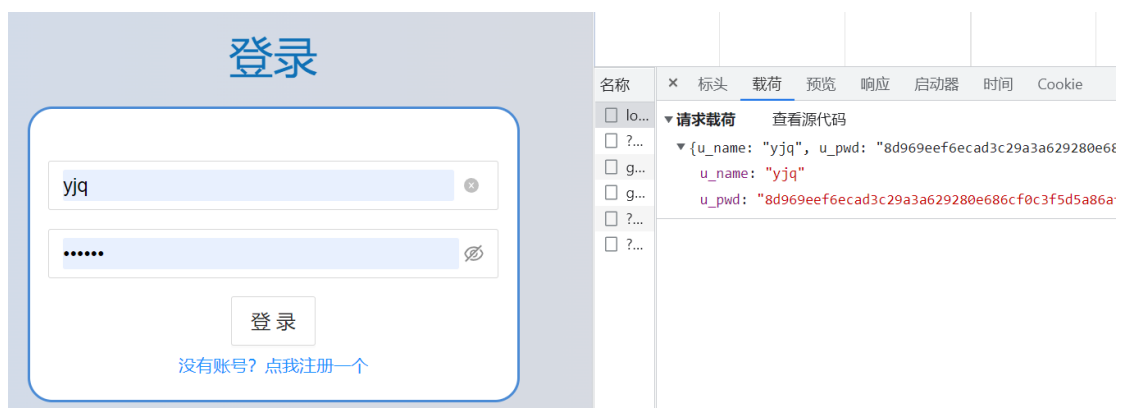 登录
yjq
••••••
登 录
没有账号？点我注册一个
名称
× 标头 载荷 预览 响应 启动器 时间 Cookie
lo...
?...
g...
g...
?...
?...
▼请求载荷 查看源代码
▼{u_name: "yjq", u_pwd: "8d969eef6ecad3c29a3a629280e68
u_name: "yjq"
u_pwd: "8d969eef6ecad3c29a3a629280e686cf0c3f5d5a86a